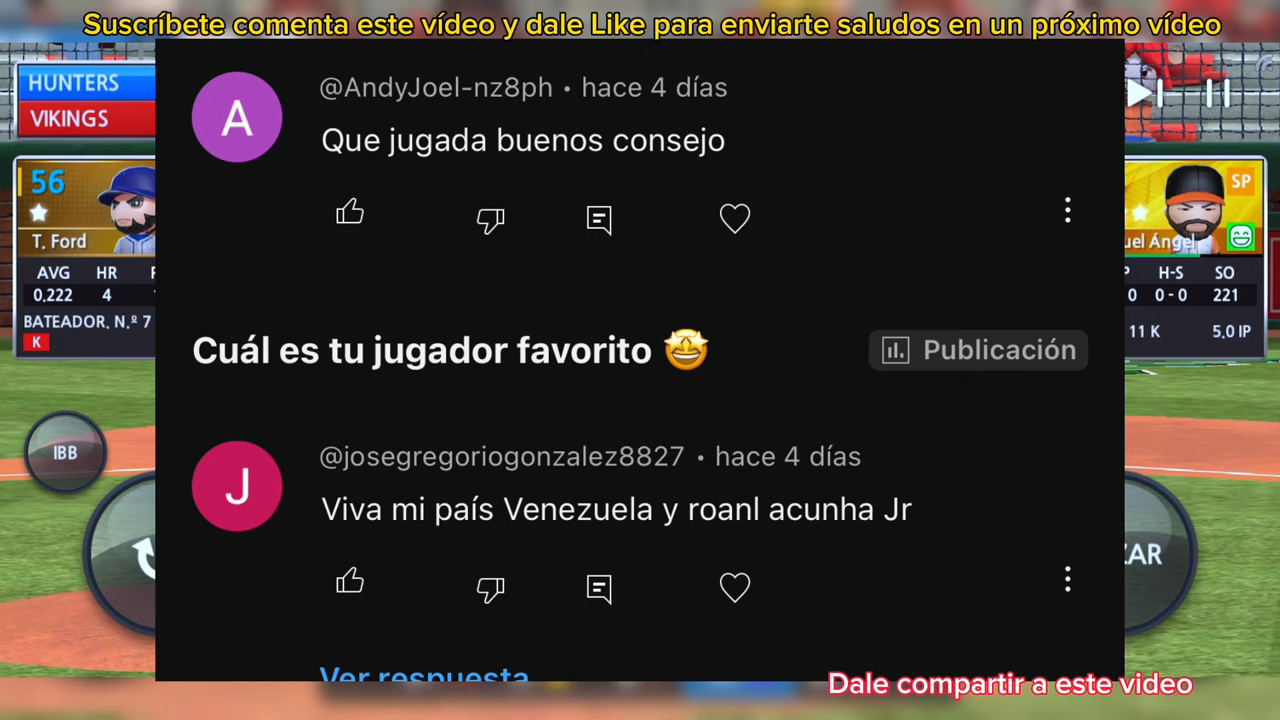 Suscríbete comenta este vídeo y dale Like para enviarte saludos en un próximo vídeo
HUNTERS
VIKINGS
56
T. Ford
AVG HR
0,222 4
BATEADOR. N.º 7
K
IBB
A
@AndyJoel-nz8ph • hace 4 días
Que jugada buenos consejo
Cuál es tu jugador favorito 🤩
Publicación
J
@josegregoriogonzalez8827 • hace 4 días
Viva mi país Venezuela y roanl acunha Jr
Ver respuesta
SP
uel Ángel
H-S SO
0 0 - 0 221
11 K 5,0 IP
ZAR
Dale compartir a este video